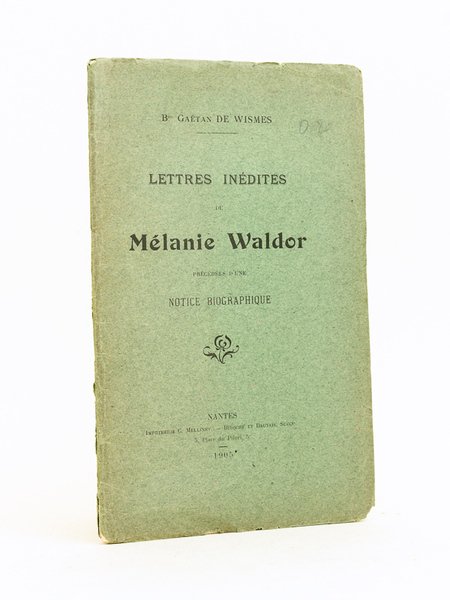 Bon GAËTAN DE WISMES
LETTRES INÉDITES
DE
Mélanie Waldor
PRÉCÉDÉES D'UNE
NOTICE BIOGRAPHIQUE
NANTES
IMPRIMERIE C. MELLINET. — BIROCHÉ ET DAUTAIS, SUCCrs
5, Place du Pilori, 5
1905